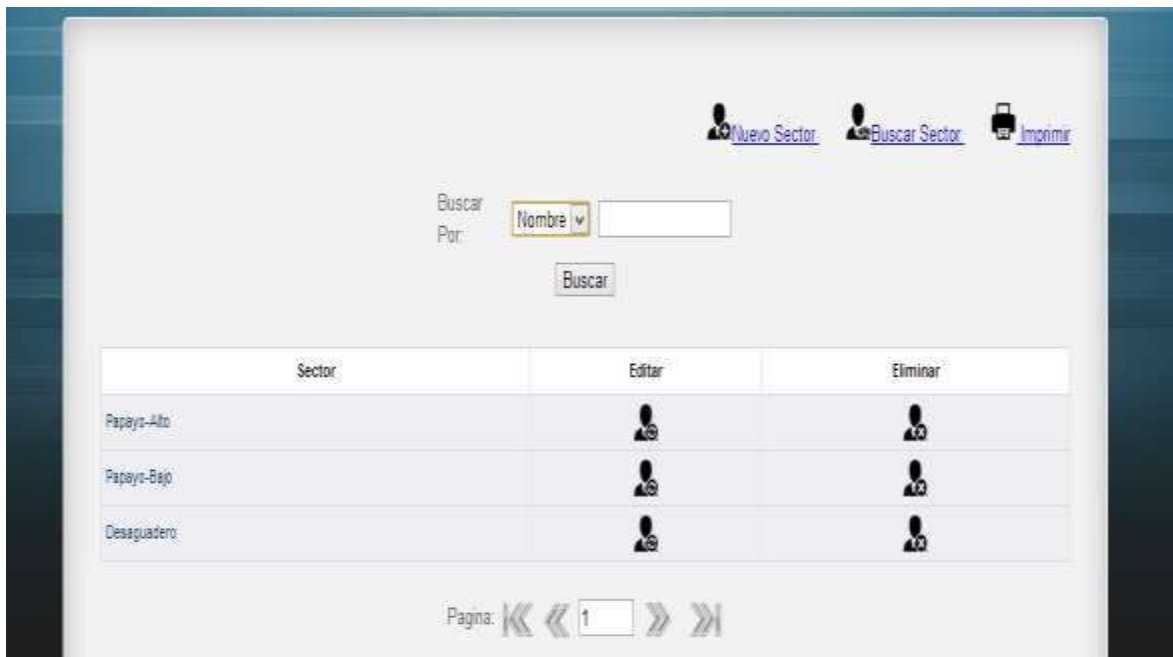 Nuevo Sector Buscar Sector Imprimir
Buscar
Por:
Nombre
Buscar
Sector Editar Eliminar
Papayo-Alto
Papayo-Bajo
Desaguadero
Pagina: 1